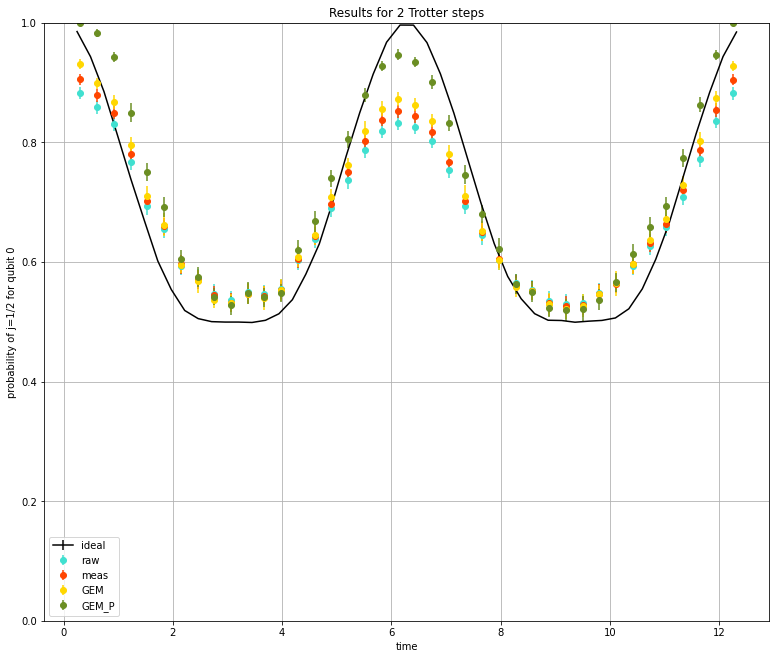 Results for 2 Trotter steps
probability of j=1/2 for qubit 0
1.0
0.8
0.6
0.4
0.2
0.0
ideal
raw
meas
GEM
GEM_P
0 2 4 6 8 10 12
time